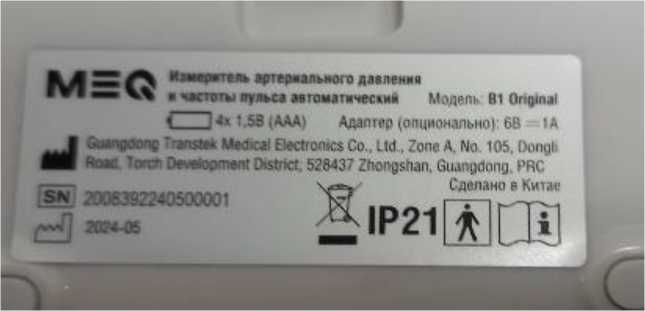 MEQ Измеритель артериального давления
и частоты пульса автоматический Модель: B1 Original
4x 1,5В (AAA) Адаптер (опционально): 6В 1А
Guangdong Transtek Medical Electronics Co., Ltd., Zone A, No. 105, Dongli
Road, Torch Development District, 528437 Zhongshan, Guangdong, PRC
Сделано в Китае
SN 2008392240500001
2024-05
IP21